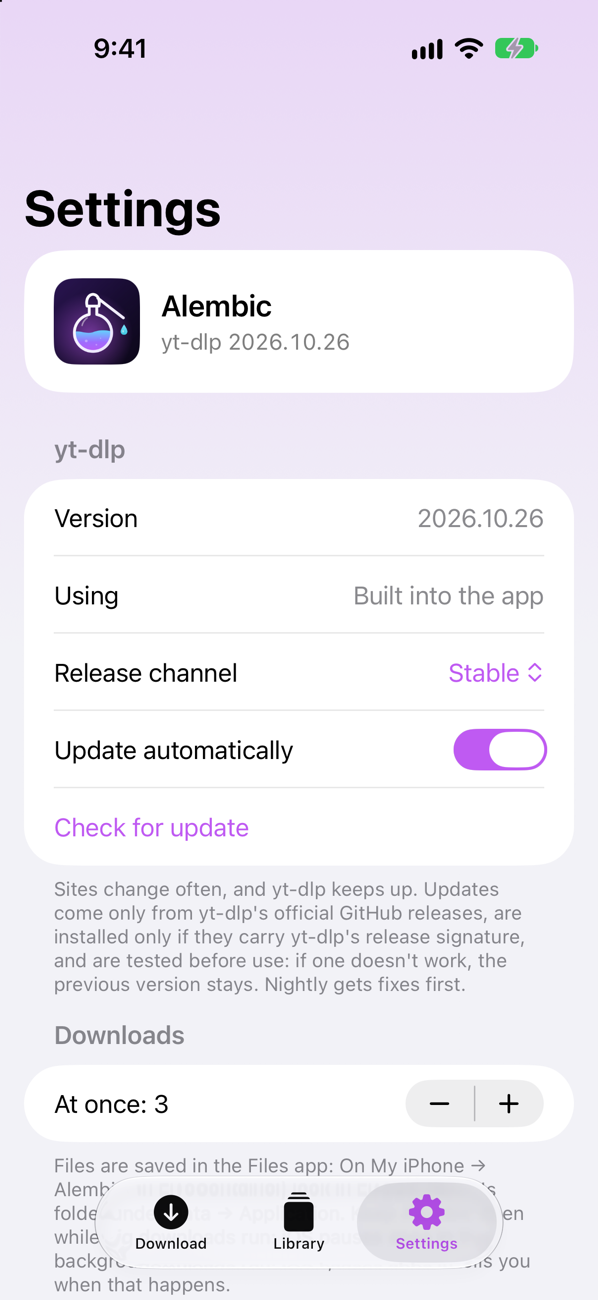 9:41
Settings
Alembic
yt-dlp 2026.10.26
yt-dlp
Version 2026.10.26
Using Built into the app
Release channel Stable
Update automatically
Check for update
Sites change often, and yt-dlp keeps up. Updates
come only from yt-dlp's official GitHub releases, are
installed only if they carry yt-dlp's release signature,
and are tested before use: if one doesn't work, the
previous version stays. Nightly gets fixes first.
Downloads
At once: 3
Files are saved in the Files app: On My iPhone →
while
you
when that happens.
Download
Library
Settings